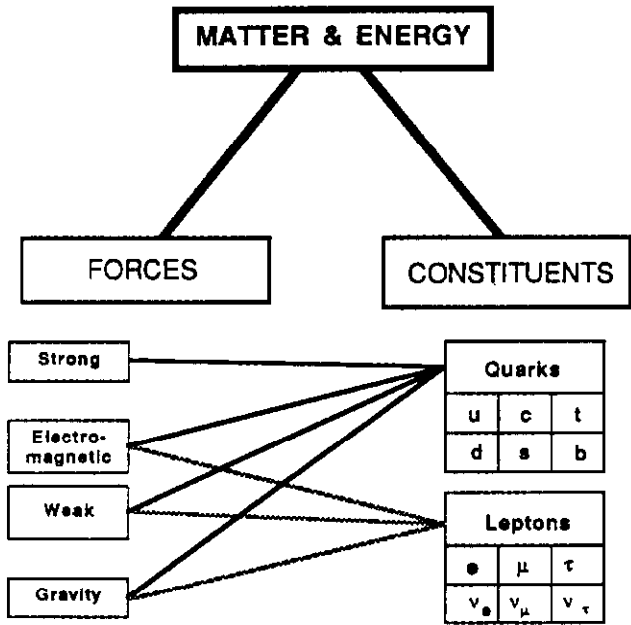 MATTER & ENERGY
FORCES
CONSTITUENTS
Strong
Electro-
magnetic
Weak
Gravity
Quarks
u c t
d s b
Leptons
e μ τ
νe νμ ντ